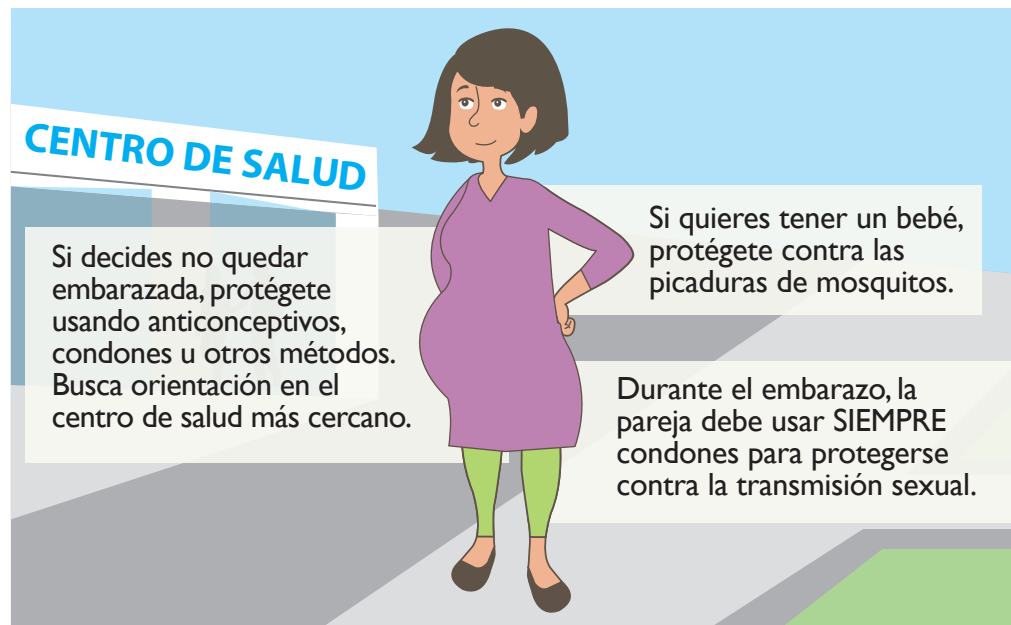 CENTRO DE SALUD
Si decides no quedar
embarazada, protégete
usando anticonceptivos,
condones u otros métodos.
Busca orientación en el
centro de salud más cercano.
Si quieres tener un bebé,
protégete contra las
picaduras de mosquitos.
Durante el embarazo, la
pareja debe usar SIEMPRE
condones para protegerse
contra la transmisión sexual.